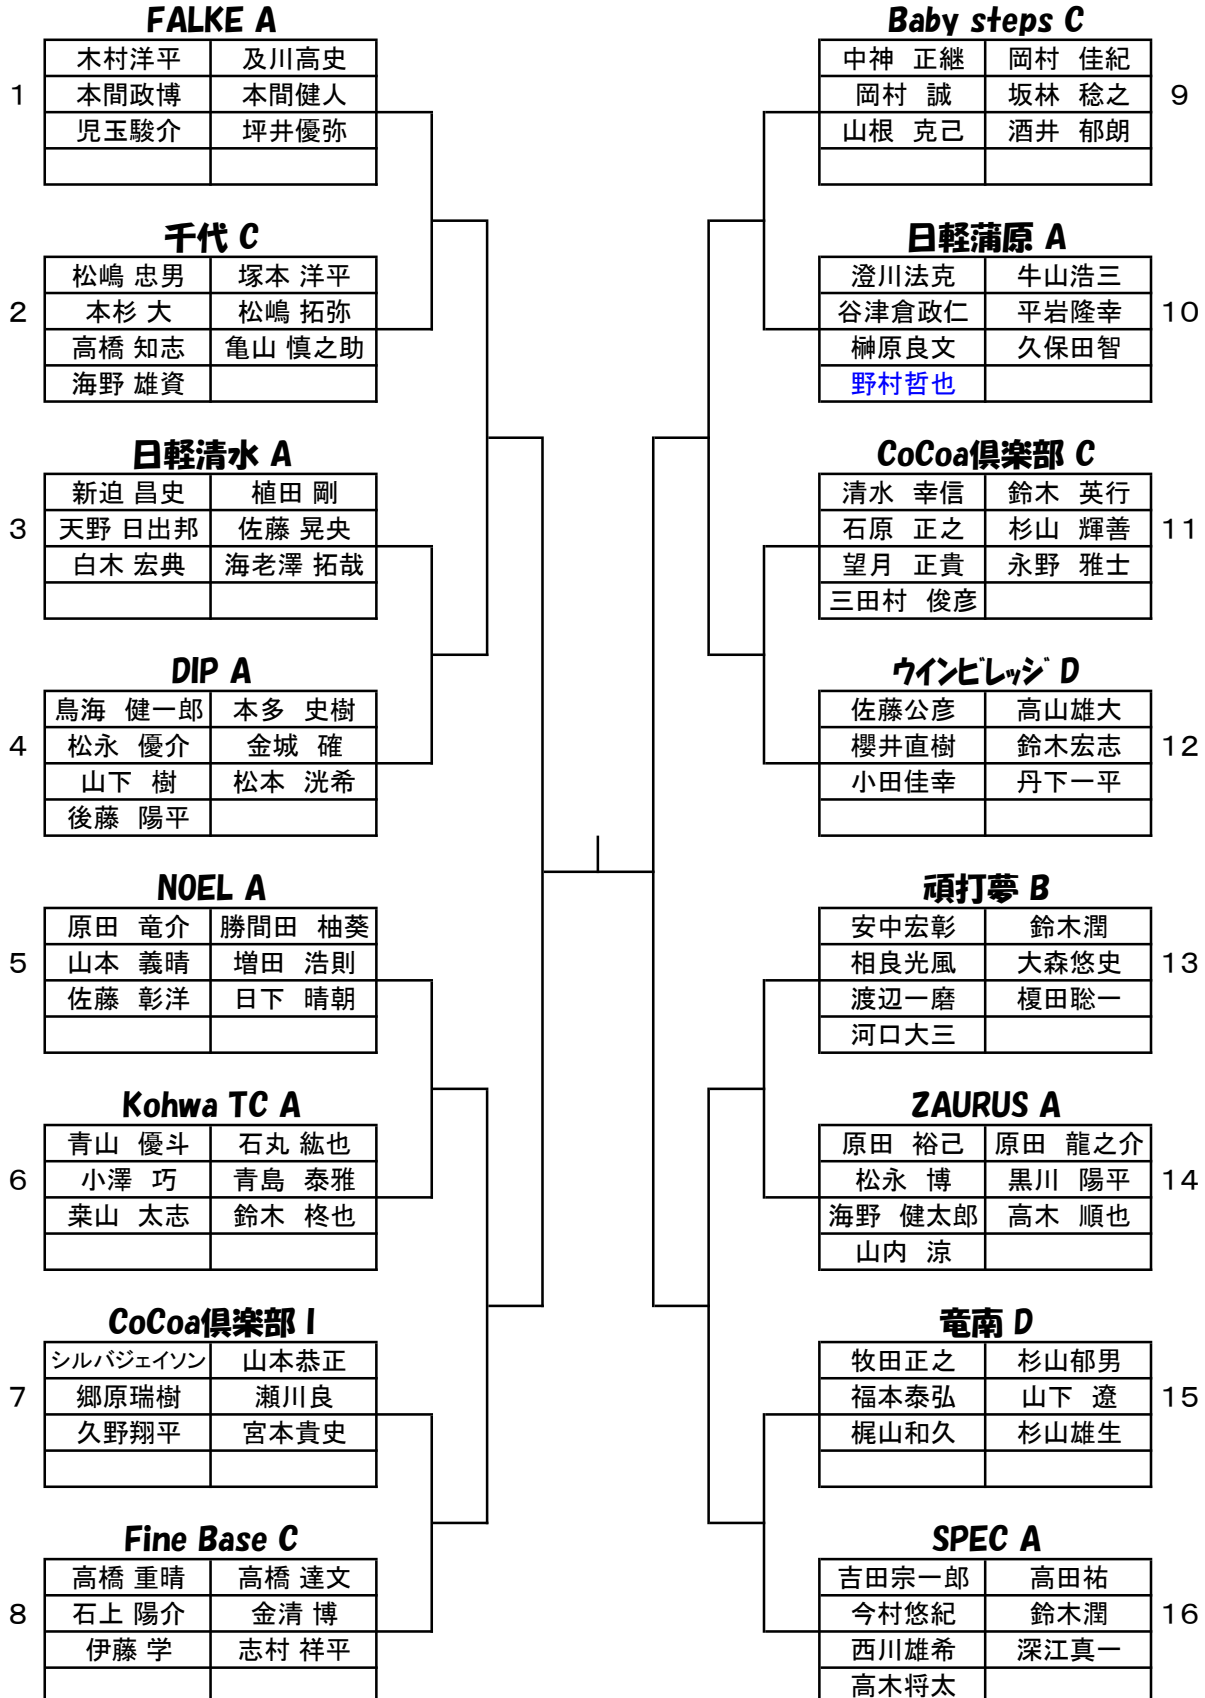 FALKE A
木村洋平 及川高史
1 本間政博 本間健人
児玉駿介 坪井優弥
千代 C
松嶋 忠男 塚本 洋平
2 本杉 大 松嶋 拓弥
高橋 知志 亀山 慎之助
海野 雄資
日軽清水 A
新迫 昌史 植田 剛
3 天野 日出邦 佐藤 晃央
白木 宏典 海老澤 拓哉
DIP A
鳥海 健一郎 本多 史樹
4 松永 優介 金城 確
山下 樹 松本 洸希
後藤 陽平
NOEL A
原田 竜介 勝間田 柚葵
5 山本 義晴 増田 浩則
佐藤 彰洋 日下 晴朝
Kohwa TC A
青山 優斗 石丸 紘也
6 小澤 巧 青島 泰雅
桒山 太志 鈴木 柊也
CoCoa倶楽部 I
シルバジェイソン 山本恭正
7 郷原瑞樹 瀬川良
久野翔平 宮本貴史
Fine Base C
高橋 重晴 高橋 達文
8 石上 陽介 金清 博
伊藤 学 志村 祥平
Baby steps C
中神 正継 岡村 佳紀
岡村 誠 坂林 稔之 9
山根 克己 酒井 郁朗
日軽蒲原 A
澄川法克 牛山浩三
谷津倉政仁 平岩隆幸 10
榊原良文 久保田智
野村哲也
CoCoa倶楽部 C
清水 幸信 鈴木 英行
石原 正之 杉山 輝善 11
望月 正貴 永野 雅士
三田村 俊彦
ウインビレッジ D
佐藤公彦 高山雄大
櫻井直樹 鈴木宏志 12
小田佳幸 丹下一平
頑打夢 B
安中宏彰 鈴木潤
相良光風 大森悠史 13
渡辺一磨 榎田聡一
河口大三
ZAURUS A
原田 裕己 原田 龍之介
松永 博 黒川 陽平 14
海野 健太郎 高木 順也
山内 涼
竜南 D
牧田正之 杉山郁男
福本泰弘 山下 遼 15
梶山和久 杉山雄生
SPEC A
吉田宗一郎 高田祐
今村悠紀 鈴木潤 16
西川雄希 深江真一
高木将太